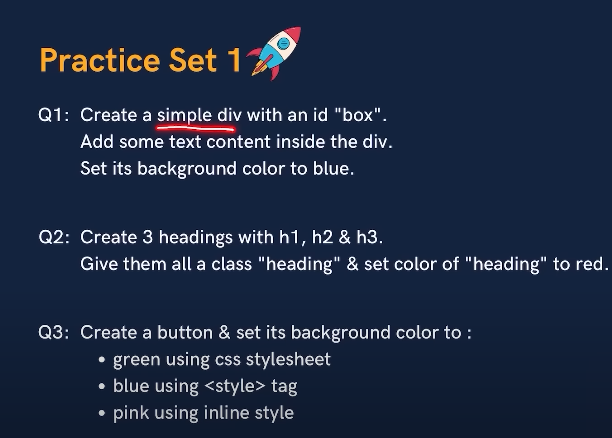 Practice Set 1
Q1: Create a simple div with an id "box".
Add some text content inside the div.
Set its background color to blue.
Q2: Create 3 headings with h1, h2 & h3.
Give them all a class "heading" & set color of "heading" to red.
Q3: Create a button & set its background color to :
• green using css stylesheet
• blue using <style> tag
• pink using inline style